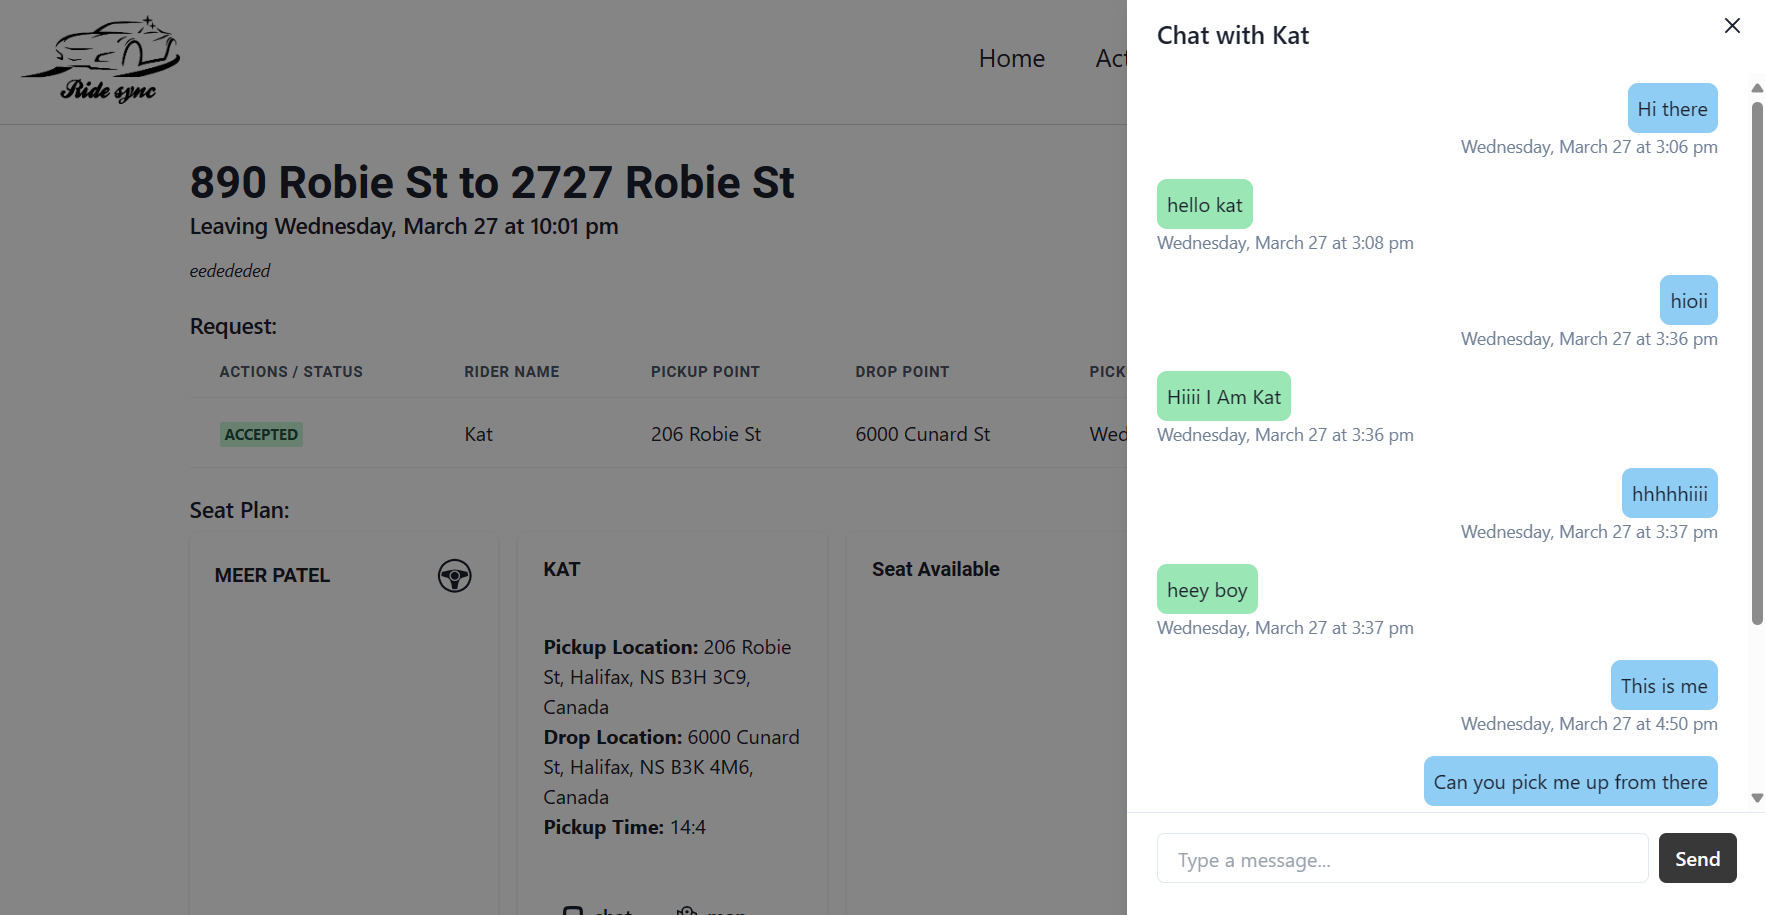 Ride sync
Home
Act
890 Robie St to 2727 Robie St
Leaving Wednesday, March 27 at 10:01 pm
eedededed
Request:
ACTIONS / STATUS RIDER NAME PICKUP POINT DROP POINT PICK
ACCEPTED Kat 206 Robie St 6000 Cunard St Wed
Seat Plan:
MEER PATEL
KAT
Pickup Location: 206 Robie
St, Halifax, NS B3H 3C9,
Canada
Drop Location: 6000 Cunard
St, Halifax, NS B3K 4M6,
Canada
Pickup Time: 14:4
chat map
Seat Available
Chat with Kat
Hi there
Wednesday, March 27 at 3:06 pm
hello kat
Wednesday, March 27 at 3:08 pm
hioii
Wednesday, March 27 at 3:36 pm
Hiiii I Am Kat
Wednesday, March 27 at 3:36 pm
hhhhhiiii
Wednesday, March 27 at 3:37 pm
heey boy
Wednesday, March 27 at 3:37 pm
This is me
Wednesday, March 27 at 4:50 pm
Can you pick me up from there
Type a message...
Send